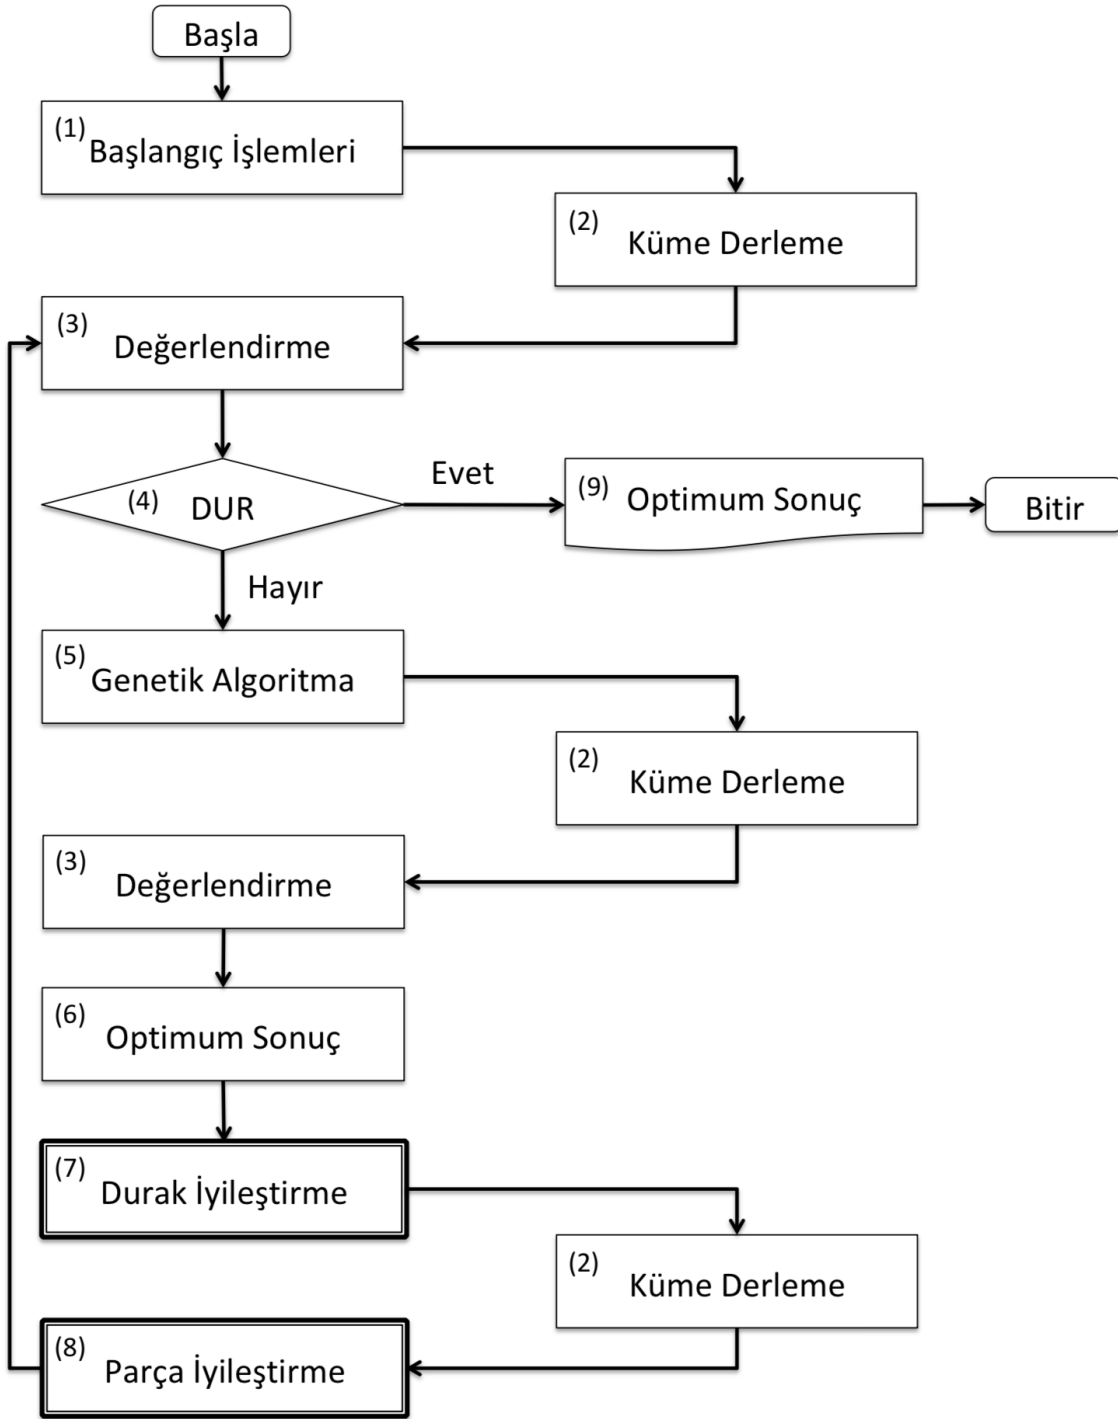 Başla
(1) Başlangıç İşlemleri
(2) Küme Derleme
(3) Değerlendirme
(4) DUR
Evet
(9) Optimum Sonuç
Bitir
Hayır
(5) Genetik Algoritma
(2) Küme Derleme
(3) Değerlendirme
(6) Optimum Sonuç
(7) Durak İyileştirme
(2) Küme Derleme
(8) Parça İyileştirme